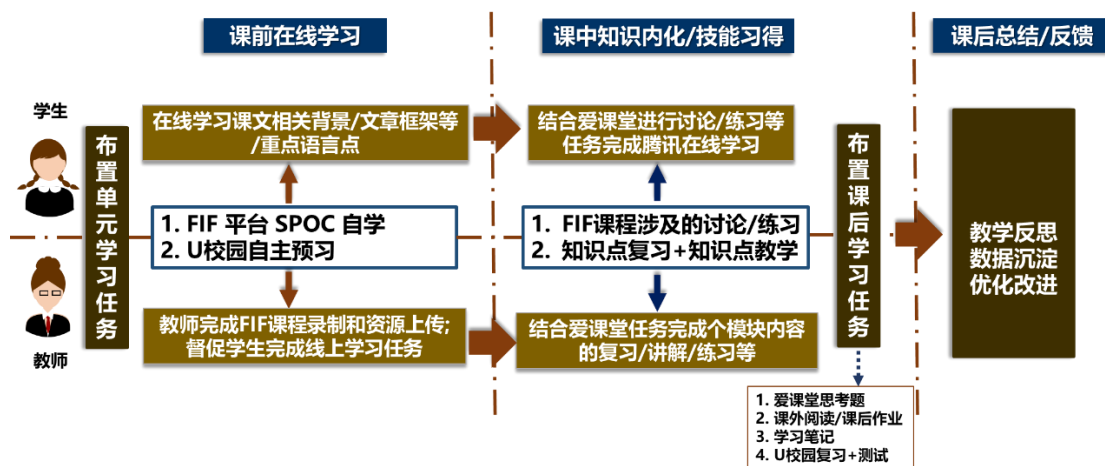 课前在线学习
课中知识内化/技能习得
课后总结/反馈
学生
教师
布置单元学习任务
在线学习课文相关背景/文章框架等
/重点语言点
1. FIF 平台 SPOC 自学
2. U校园自主预习
教师完成FIF课程录制和资源上传;
督促学生完成线上学习任务
结合爱课堂进行讨论/练习等
任务完成腾讯在线学习
1. FIF课程涉及的讨论/练习
2. 知识点复习+知识点教学
结合爱课堂任务完成个模块内容
的复习/讲解/练习等
布置课后学习任务
1. 爱课堂思考题
2. 课外阅读/课后作业
3. 学习笔记
4. U校园复习+测试
教学反思
数据沉淀
优化改进